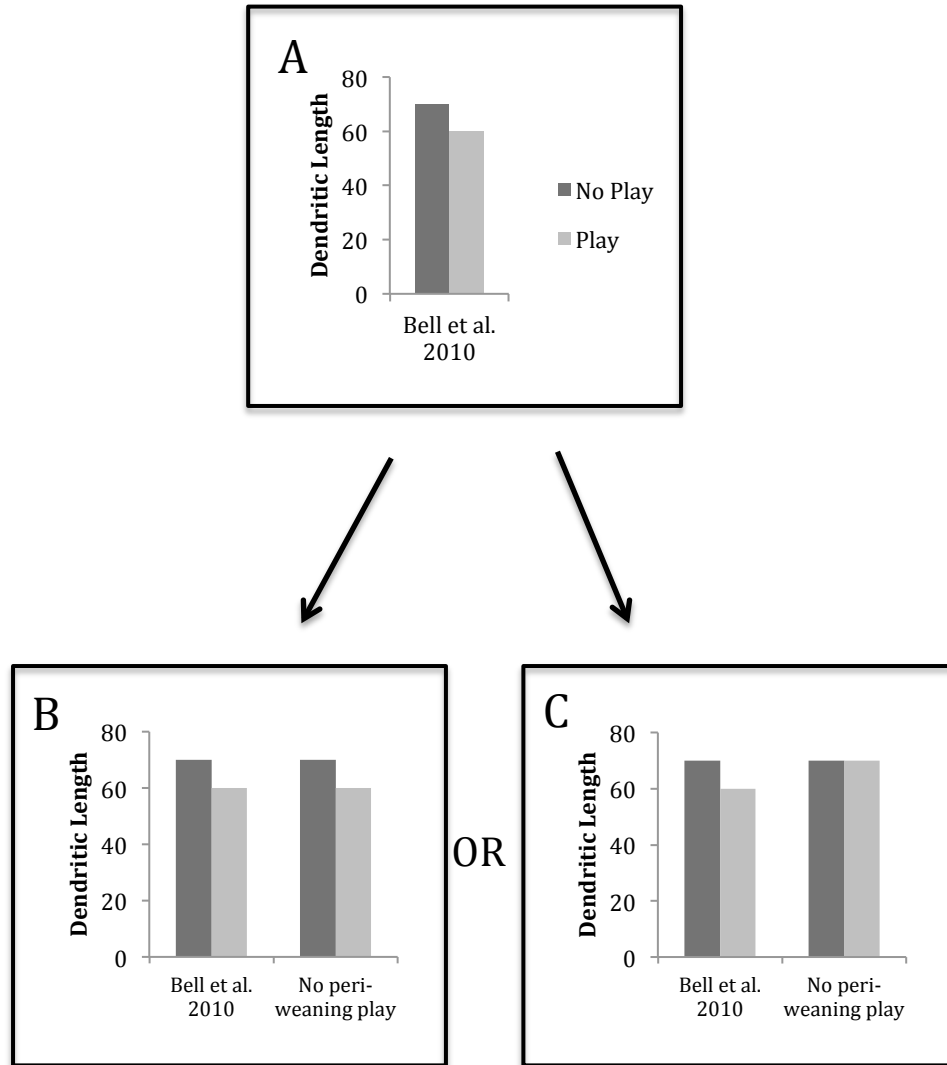 A
Dendritic Length
80
60
40
20
0
Bell et al.
2010
No Play
Play
B
Dendritic Length
80
60
40
20
0
Bell et al.
2010
No peri-
weaning play
OR
C
Dendritic Length
80
60
40
20
0
Bell et al.
2010
No peri-
weaning play